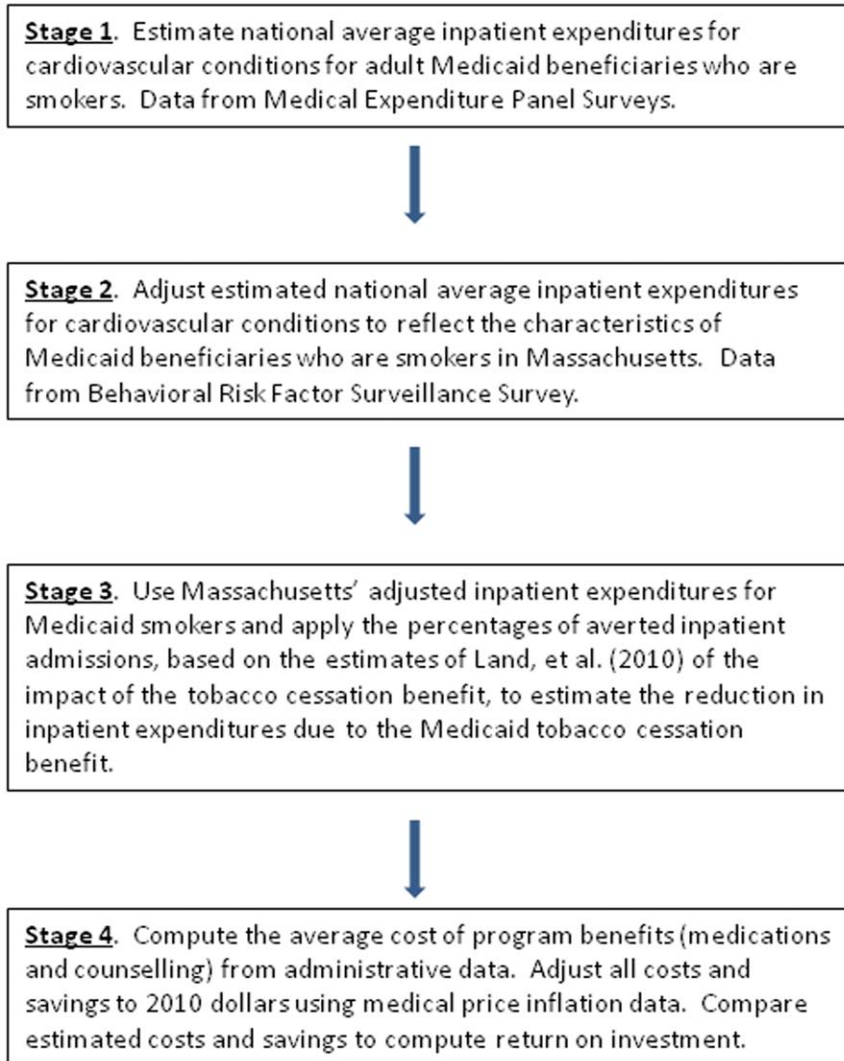 Stage 1. Estimate national average inpatient expenditures for
cardiovascular conditions for adult Medicaid beneficiaries who are
smokers. Data from Medical Expenditure Panel Surveys.
Stage 2. Adjust estimated national average inpatient expenditures
for cardiovascular conditions to reflect the characteristics of
Medicaid beneficiaries who are smokers in Massachusetts. Data
from Behavioral Risk Factor Surveillance Survey.
Stage 3. Use Massachusetts’ adjusted inpatient expenditures for
Medicaid smokers and apply the percentages of averted inpatient
admissions, based on the estimates of Land, et al. (2010) of the
impact of the tobacco cessation benefit, to estimate the reduction in
inpatient expenditures due to the Medicaid tobacco cessation
benefit.
Stage 4. Compute the average cost of program benefits (medications
and counselling) from administrative data. Adjust all costs and
savings to 2010 dollars using medical price inflation data. Compare
estimated costs and savings to compute return on investment.